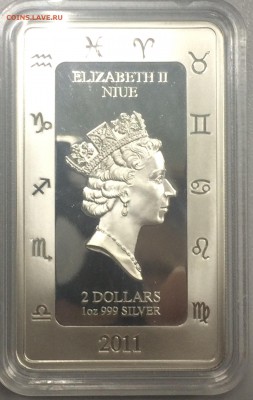 COINS.LAVE.RU
ELIZABETH II
NIUE
2 DOLLARS
1oz 999 SILVER
2011